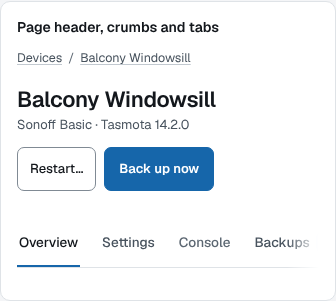 Page header, crumbs and tabs
Devices / Balcony Windowsill
Balcony Windowsill
Sonoff Basic · Tasmota 14.2.0
Restart… Back up now
Overview Settings Console Backups